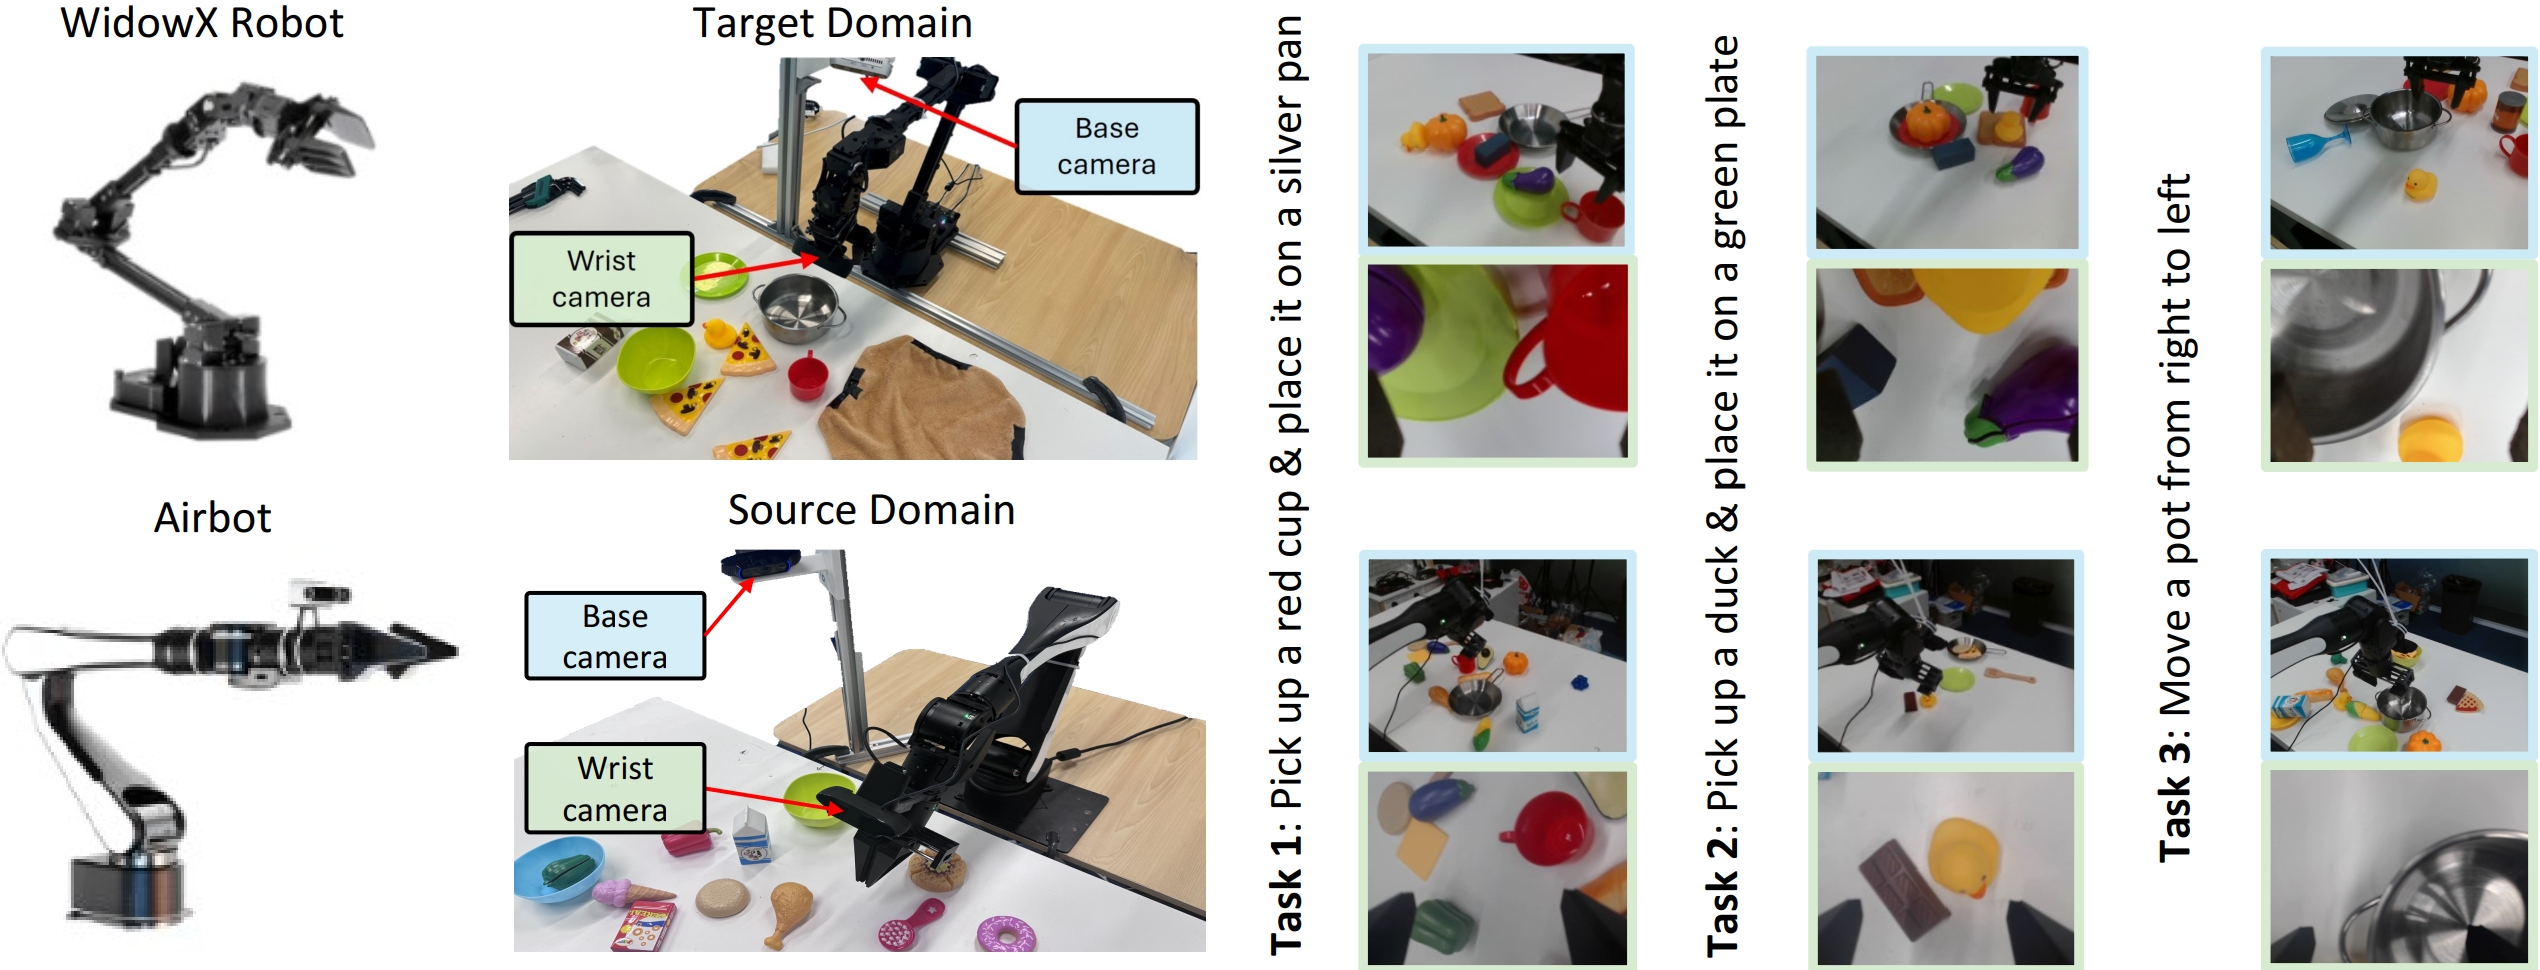 WidowX Robot
Target Domain
Base
camera
Wrist
camera
Airbot
Source Domain
Base
camera
Wrist
camera
Task 1: Pick up a red cup & place it on a silver pan
Task 2: Pick up a duck & place it on a green plate
Task 3: Move a pot from right to left